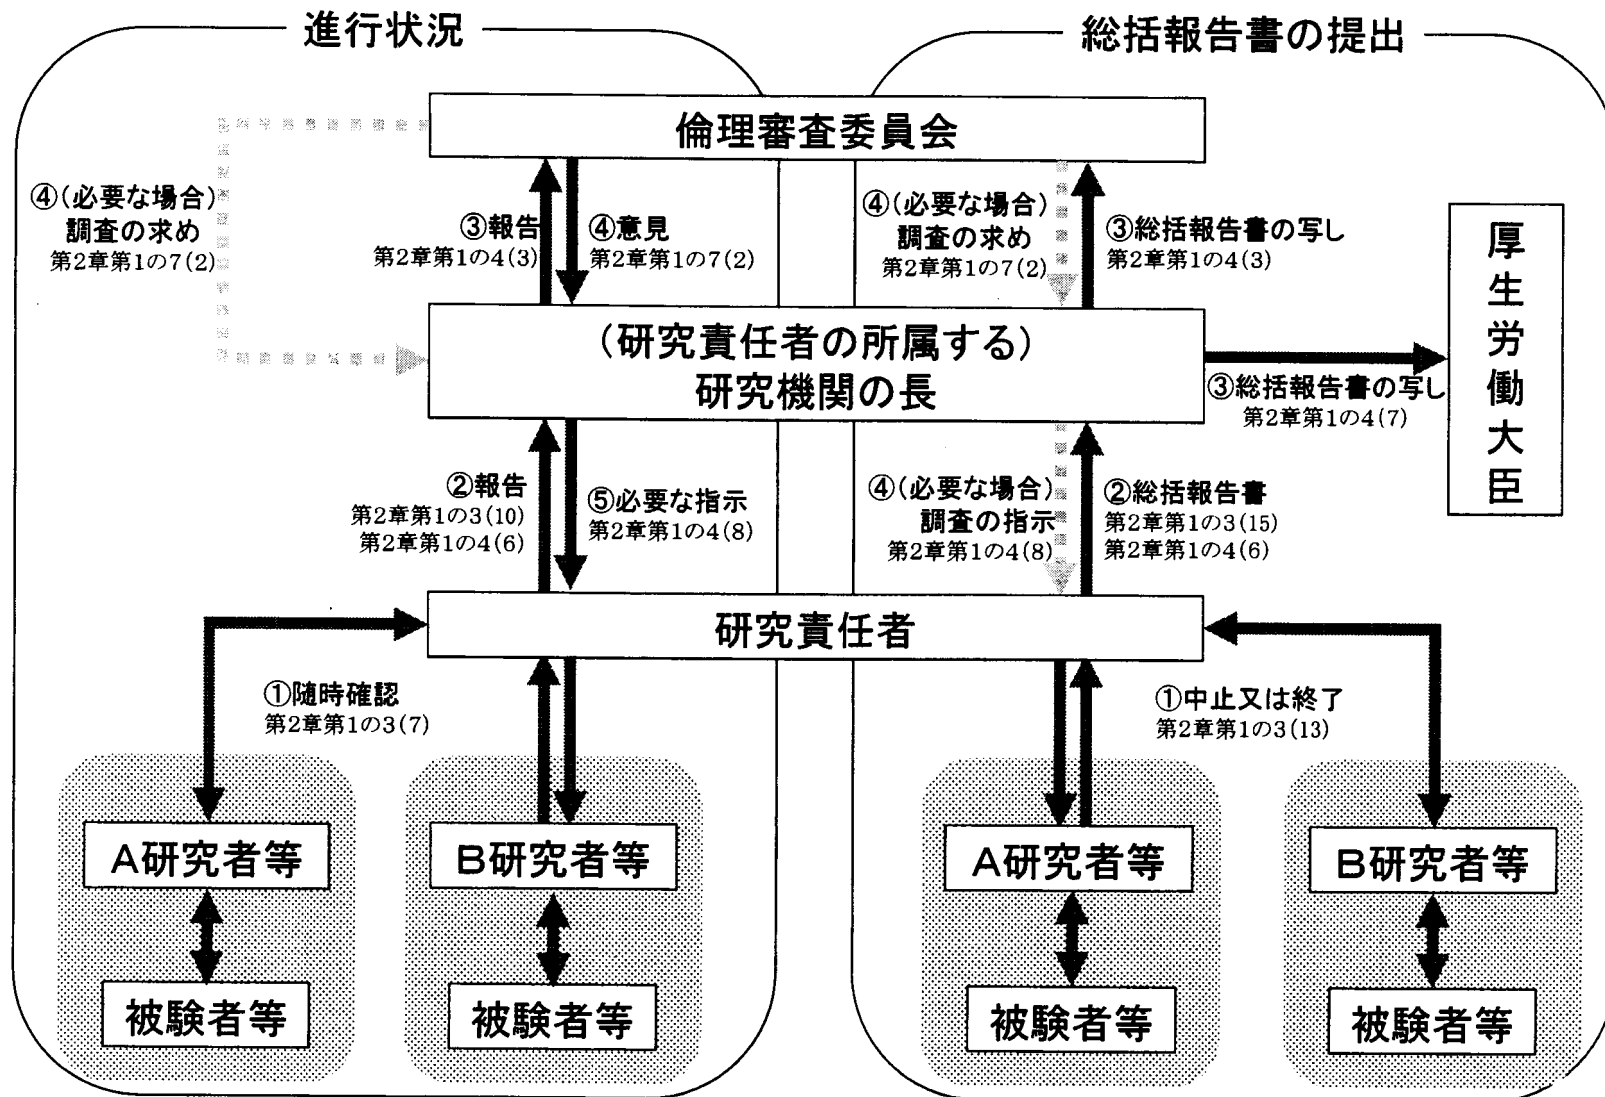 進行状況
総括報告書の提出
倫理審査委員会
④(必要な場合)
調査の求め
第2章第1の7(2)
③報告
第2章第1の4(3)
④意見
第2章第1の7(2)
④(必要な場合)
調査の求め
第2章第1の7(2)
③総括報告書の写し
第2章第1の4(3)
厚生労働大臣
(研究責任者の所属する)
研究機関の長
③総括報告書の写し
第2章第1の4(7)
②報告
第2章第1の3(10)
第2章第1の4(6)
⑤必要な指示
第2章第1の4(8)
④(必要な場合)
調査の指示
第2章第1の4(8)
②総括報告書
第2章第1の3(15)
第2章第1の4(6)
研究責任者
①随時確認
第2章第1の3(7)
①中止又は終了
第2章第1の3(13)
A研究者等
B研究者等
A研究者等
B研究者等
被験者等
被験者等
被験者等
被験者等